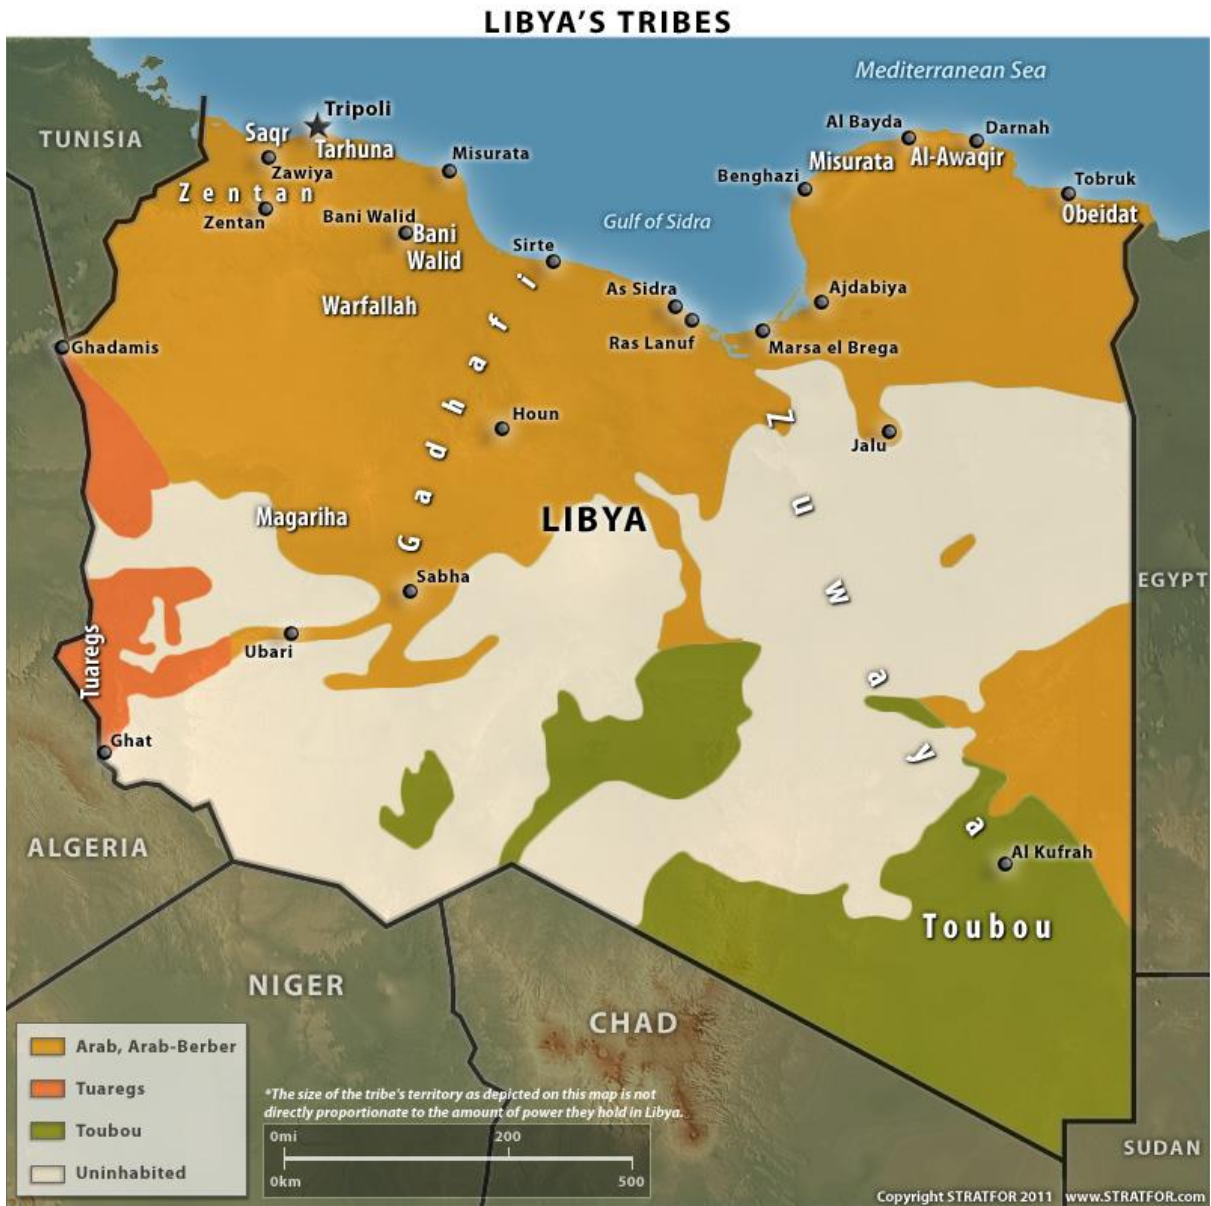 LIBYA'S TRIBES
Mediterranean Sea
TUNISIA
Saqr
Tripoli
Tarhuna
Zawiya
Misurata
Zentan
Zentan
Bani Walid
Bani
Walid
Sirte
Gulf of Sidra
Al Bayda
Darnah
Misurata
Al-Awaqir
Benghazi
Tobruk
Obeidat
Warfallah
As Sidra
Ras Lanuf
Ajdabiya
Marsa el Brega
Ghadamis
Gadhafi
Houn
Jalu
Zuwaya
Magariha
LIBYA
Sabha
EGYPT
Ubari
Tuaregs
Ghat
ALGERIA
Al Kufrah
Toubou
NIGER
CHAD
SUDAN
Arab, Arab-Berber
Tuaregs
Toubou
Uninhabited
*The size of the tribe's territory as depicted on this map is not
directly proportionate to the amount of power they hold in Libya.
0mi 200
0km 500
Copyright STRATFOR 2011 www.STRATFOR.com